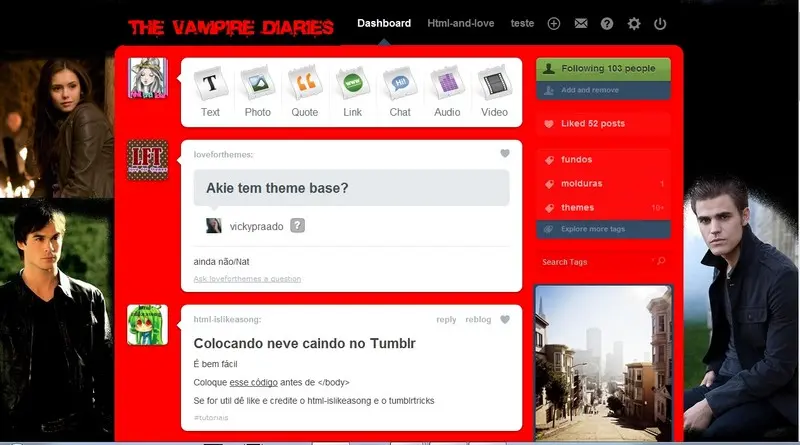 THE VAMPIRE DIARIES
Dashboard Html-and-love teste
Text Photo Quote Link Chat Audio Video
loveforthemes:
Akie tem theme base?
vickypraado ?
ainda não/Nat
Ask loveforthemes a question
html-islikeasong: reply reblog
Colocando neve caindo no Tumblr
É bem fácil
Coloque esse código antes de </body>
Se for util dê like e credite o html-islikeasong e o tumblrtricks
#tutoriais
Following 103 people
Add and remove
Liked 52 posts
fundos
molduras 1
themes 10+
Explore more tags
Search Tags
LFT
T
www
Hi!